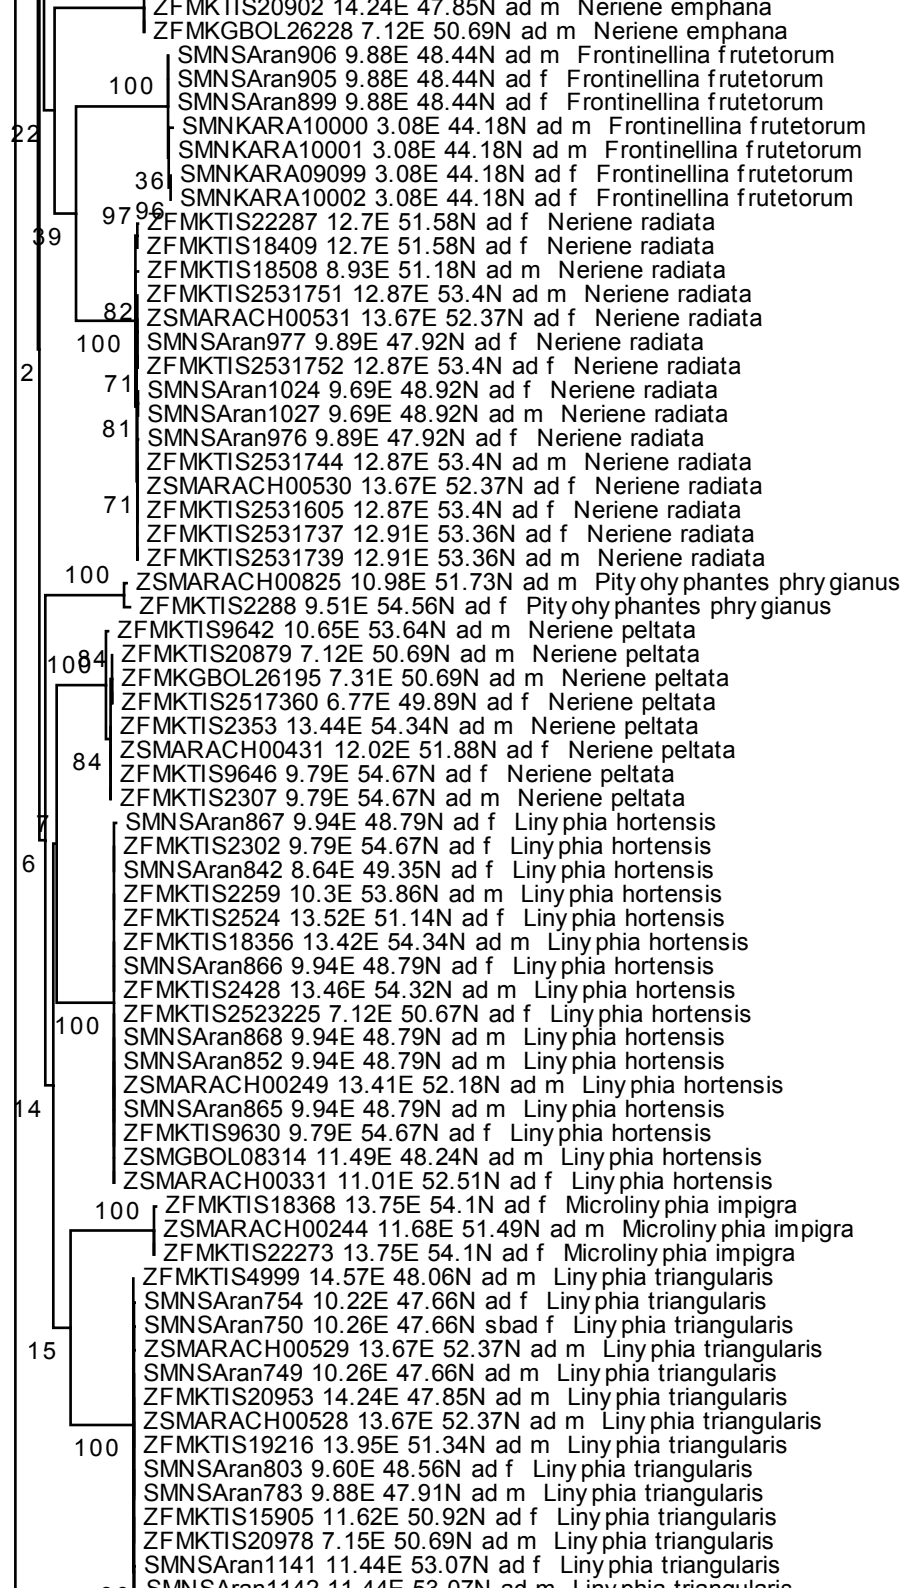 ZFMKTIS20902 14.24E 47.85N ad m Neriene emphana
ZFMKGBOL26228 7.12E 50.69N ad m Neriene emphana
SMNSAran906 9.88E 48.44N ad m Frontinellina frutetorum
SMNSAran905 9.88E 48.44N ad f Frontinellina frutetorum
100
SMNSAran899 9.88E 48.44N ad f Frontinellina frutetorum
SMNKARA10000 3.08E 44.18N ad m Frontinellina frutetorum
22
SMNKARA10001 3.08E 44.18N ad m Frontinellina frutetorum
SMNKARA09099 3.08E 44.18N ad f Frontinellina frutetorum
36
SMNKARA10002 3.08E 44.18N ad f Frontinellina frutetorum
97 96
ZFMKTIS22287 12.7E 51.58N ad f Neriene radiata
39
ZFMKTIS18409 12.7E 51.58N ad f Neriene radiata
ZFMKTIS18508 8.93E 51.18N ad m Neriene radiata
ZFMKTIS2531751 12.87E 53.4N ad m Neriene radiata
82
ZSMARACH00531 13.67E 52.37N ad f Neriene radiata
100
SMNSAran977 9.89E 47.92N ad f Neriene radiata
2
ZFMKTIS2531752 12.87E 53.4N ad f Neriene radiata
71
SMNSAran1024 9.69E 48.92N ad f Neriene radiata
SMNSAran1027 9.69E 48.92N ad m Neriene radiata
81
SMNSAran976 9.89E 47.92N ad f Neriene radiata
ZFMKTIS2531744 12.87E 53.4N ad m Neriene radiata
ZSMARACH00530 13.67E 52.37N ad f Neriene radiata
71
ZFMKTIS2531605 12.87E 53.4N ad f Neriene radiata
ZFMKTIS2531737 12.91E 53.36N ad f Neriene radiata
ZFMKTIS2531739 12.91E 53.36N ad m Neriene radiata
100
ZSMARACH00825 10.98E 51.73N ad m Pityohyphantes phrygianus
ZFMKTIS2288 9.51E 54.56N ad f Pityohyphantes phrygianus
ZFMKTIS9642 10.65E 53.64N ad m Neriene peltata
100 84
ZFMKTIS20879 7.12E 50.69N ad m Neriene peltata
ZFMKGBOL26195 7.31E 50.69N ad m Neriene peltata
ZFMKTIS2517360 6.77E 49.89N ad f Neriene peltata
ZFMKTIS2353 13.44E 54.34N ad m Neriene peltata
ZSMARACH00431 12.02E 51.88N ad f Neriene peltata
84
ZFMKTIS9646 9.79E 54.67N ad f Neriene peltata
ZFMKTIS2307 9.79E 54.67N ad m Neriene peltata
7
SMNSAran867 9.94E 48.79N ad f Linyphia hortensis
ZFMKTIS2302 9.79E 54.67N ad f Linyphia hortensis
6
SMNSAran842 8.64E 49.35N ad f Linyphia hortensis
ZFMKTIS2259 10.3E 53.86N ad m Linyphia hortensis
ZFMKTIS2524 13.52E 51.14N ad f Linyphia hortensis
ZFMKTIS18356 13.42E 54.34N ad m Linyphia hortensis
SMNSAran866 9.94E 48.79N ad f Linyphia hortensis
ZFMKTIS2428 13.46E 54.32N ad m Linyphia hortensis
ZFMKTIS2523225 7.12E 50.67N ad f Linyphia hortensis
100
SMNSAran868 9.94E 48.79N ad m Linyphia hortensis
SMNSAran852 9.94E 48.79N ad m Linyphia hortensis
ZSMARACH00249 13.41E 52.18N ad m Linyphia hortensis
14
SMNSAran865 9.94E 48.79N ad m Linyphia hortensis
ZFMKTIS9630 9.79E 54.67N ad f Linyphia hortensis
ZSMGBOL08314 11.49E 48.24N ad m Linyphia hortensis
ZSMARACH00331 11.01E 52.51N ad f Linyphia hortensis
100
ZFMKTIS18368 13.75E 54.1N ad f Microlinyphia impigra
ZSMARACH00244 11.68E 51.49N ad m Microlinyphia impigra
ZFMKTIS22273 13.75E 54.1N ad f Microlinyphia impigra
ZFMKTIS4999 14.57E 48.06N ad m Linyphia triangularis
SMNSAran754 10.22E 47.66N ad f Linyphia triangularis
SMNSAran750 10.26E 47.66N sbad f Linyphia triangularis
15
ZSMARACH00529 13.67E 52.37N ad m Linyphia triangularis
SMNSAran749 10.26E 47.66N ad m Linyphia triangularis
ZFMKTIS20953 14.24E 47.85N ad m Linyphia triangularis
ZSMARACH00528 13.67E 52.37N ad m Linyphia triangularis
100
ZFMKTIS19216 13.95E 51.34N ad m Linyphia triangularis
SMNSAran803 9.60E 48.56N ad f Linyphia triangularis
SMNSAran783 9.88E 47.91N ad m Linyphia triangularis
ZFMKTIS15905 11.62E 50.92N ad f Linyphia triangularis
ZFMKTIS20978 7.15E 50.69N ad m Linyphia triangularis
SMNSAran1141 11.44E 53.07N ad f Linyphia triangularis
SMNSAran1142 11.44E 53.07N ad m Linyphia triangularis